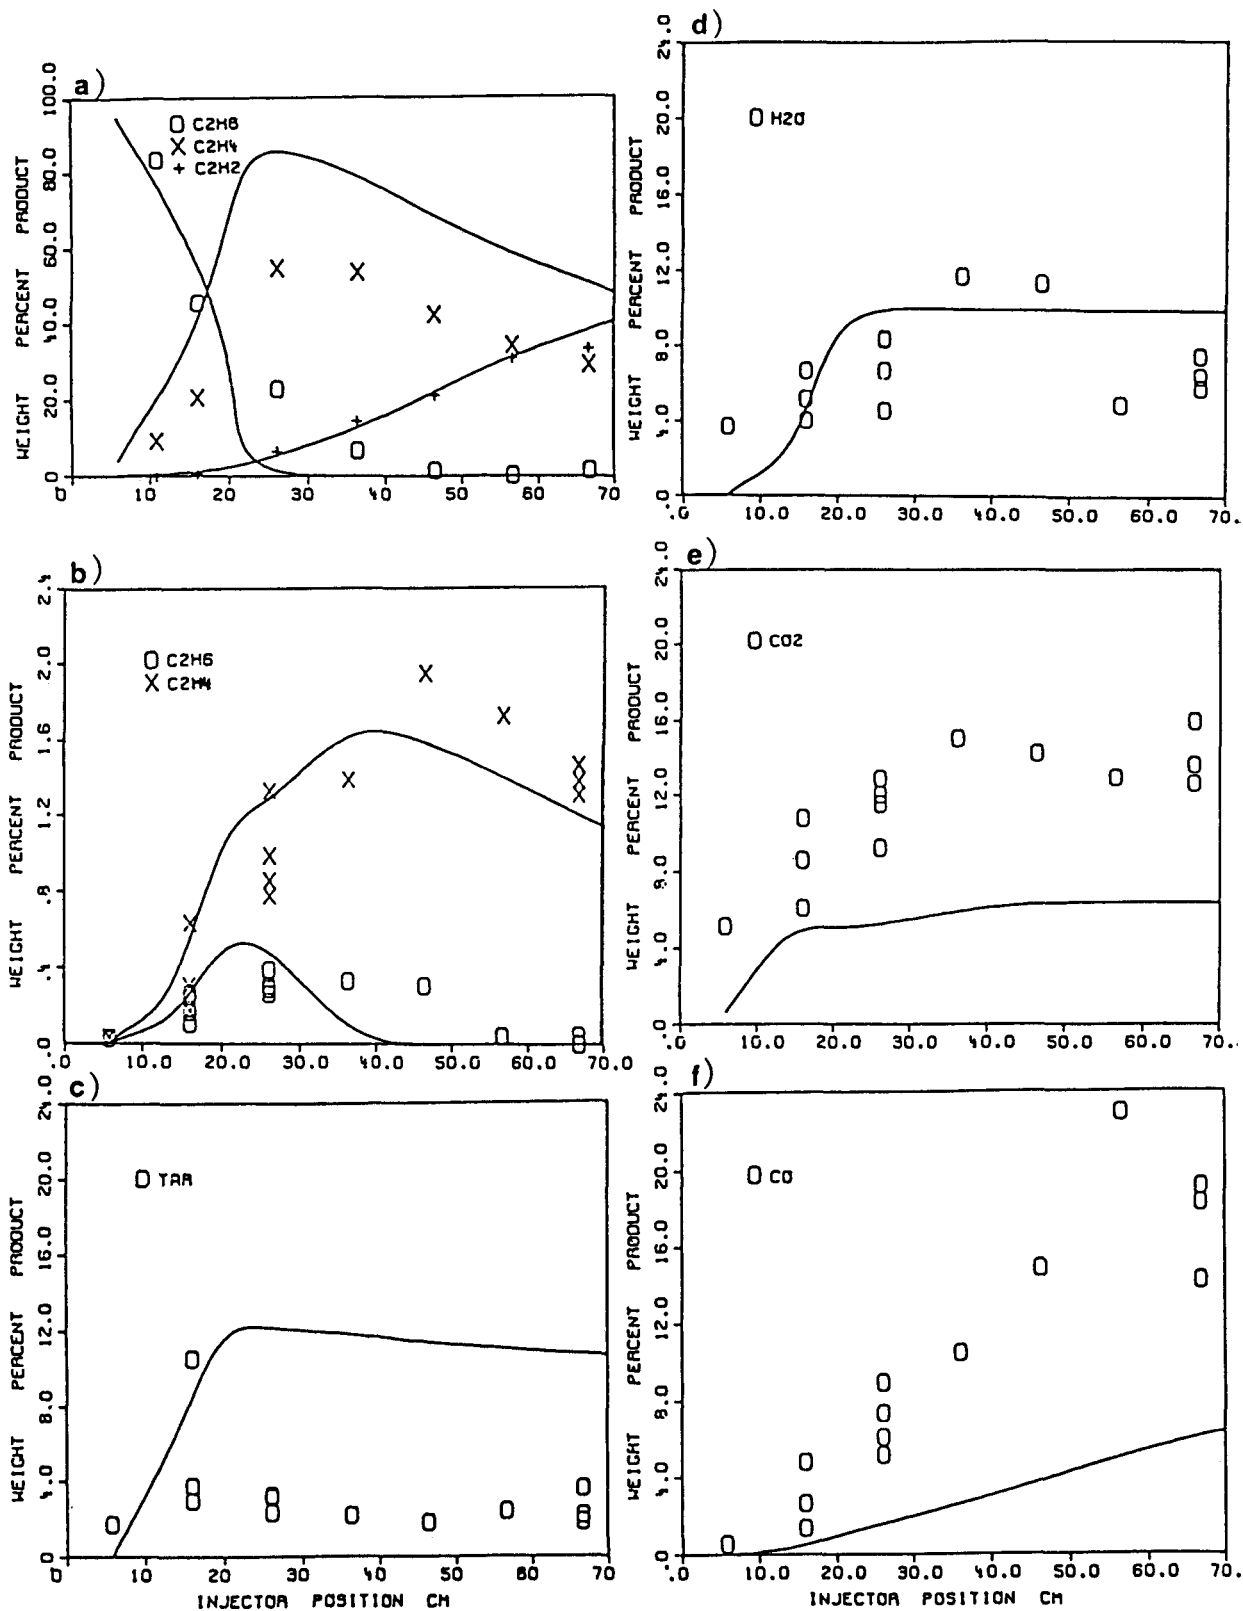 a)
WEIGHT PERCENT PRODUCT
100.0
80.0
60.0
40.0
20.0
0
0 10 20 30 40 50 60 70
C2H6
C2H4
C2H2
b)
WEIGHT PERCENT PRODUCT
2.4
2.0
1.6
1.2
.8
.4
.0
.0 10.0 20.0 30.0 40.0 50.0 60.0 70.0
C2H6
C2H4
c)
WEIGHT PERCENT PRODUCT
24.0
20.0
16.0
12.0
8.0
4.0
0
0 10 20 30 40 50 60 70
TAR
INJECTOR POSITION CM
d)
WEIGHT PERCENT PRODUCT
24.0
20.0
16.0
12.0
8.0
4.0
.0
.0 10.0 20.0 30.0 40.0 50.0 60.0 70.
H2O
e)
WEIGHT PERCENT PRODUCT
24.0
20.0
16.0
12.0
8.0
4.0
.0
.0 10.0 20.0 30.0 40.0 50.0 60.0 70.
CO2
f)
WEIGHT PERCENT PRODUCT
24.0
20.0
16.0
12.0
8.0
4.0
.0
.0 10.0 20.0 30.0 40.0 50.0 60.0 70.
CO
INJECTOR POSITION CM